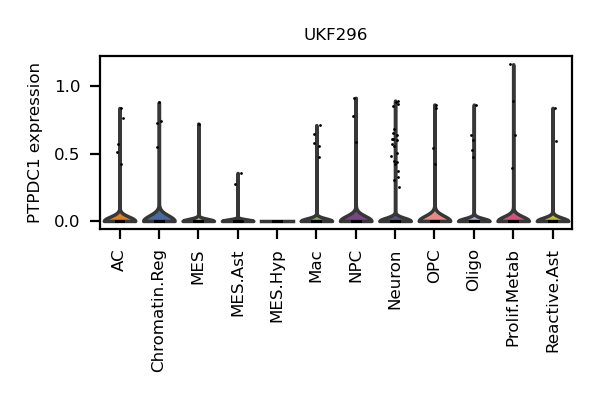 UKF296
PTPDC1 expression
1.0
0.5
0.0
AC
Chromatin.Reg
MES
MES.Ast
MES.Hyp
Mac
NPC
Neuron
OPC
Oligo
Prolif.Metab
Reactive.Ast